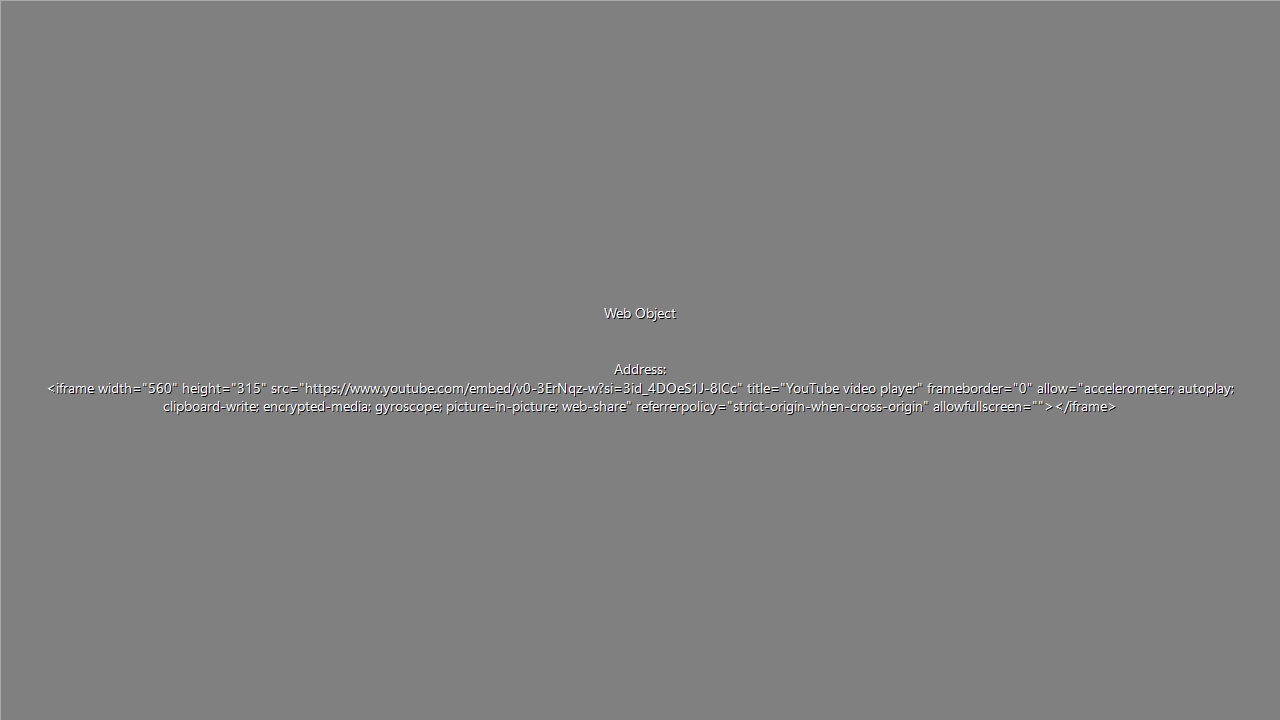 Web Object
Address:
<iframe width="560" height="315" src="https://www.youtube.com/embed/v0-3ErNqz-w?si=3id_4DOeS1J-8lCc" title="YouTube video player" frameborder="0" allow="accelerometer; autoplay;
clipboard-write; encrypted-media; gyroscope; picture-in-picture; web-share" referrerpolicy="strict-origin-when-cross-origin" allowfullscreen=""></iframe>